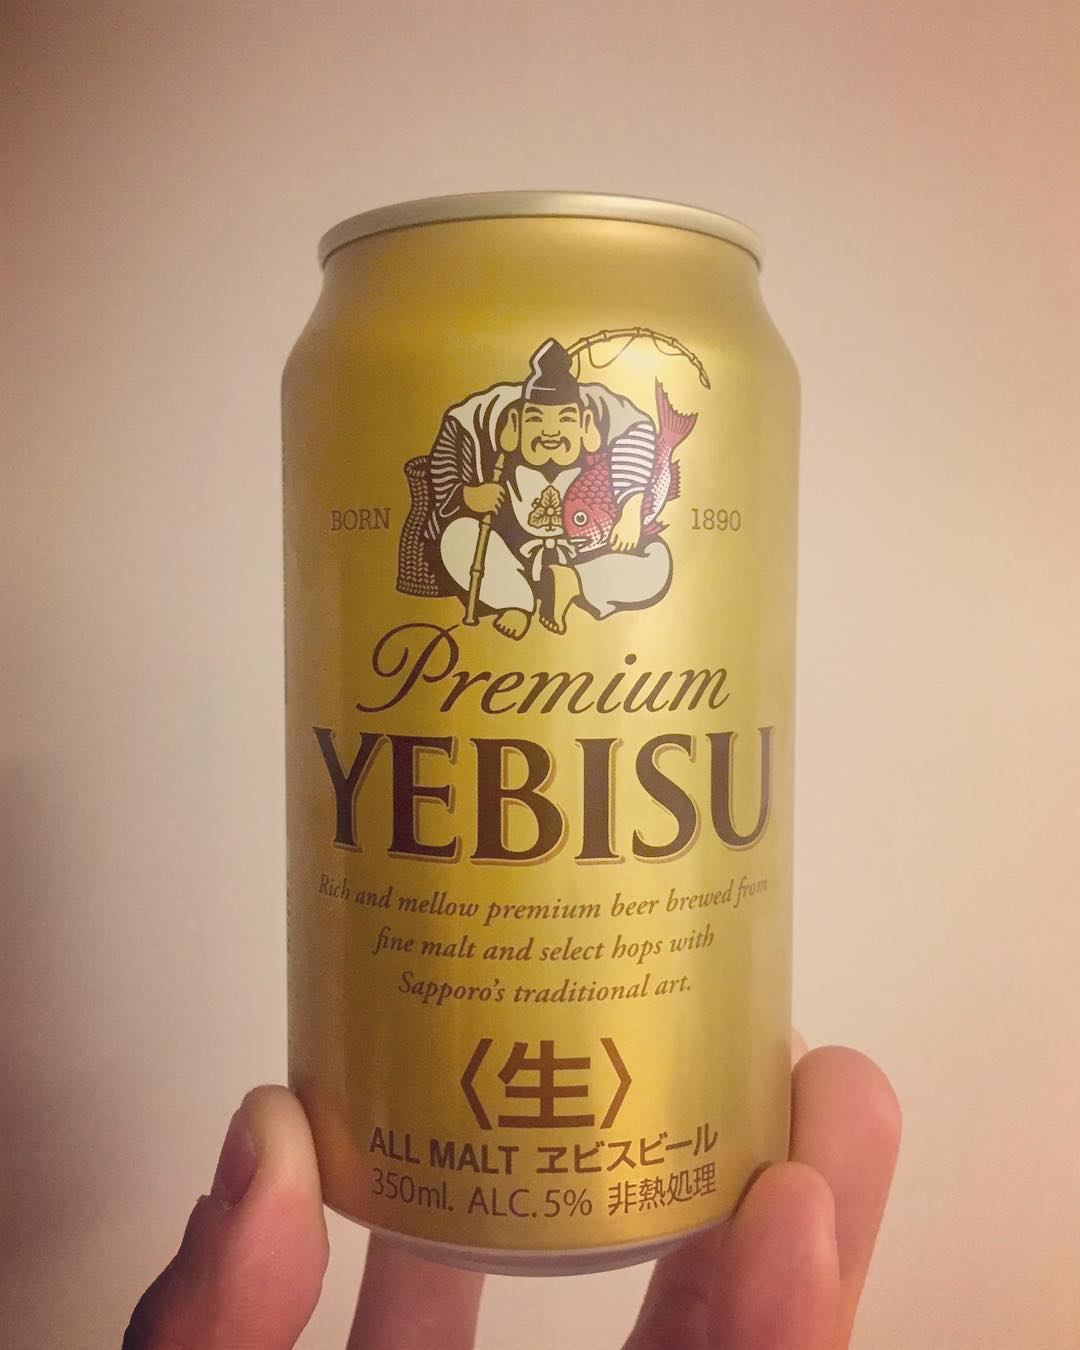 BORN 1890
Premium
YEBISU
Rich and mellow premium beer brewed from
fine malt and select hops with
Sapporo's traditional art.
〈生〉
ALL MALT ヱビスビール
350ml. ALC.5% 非熱処理